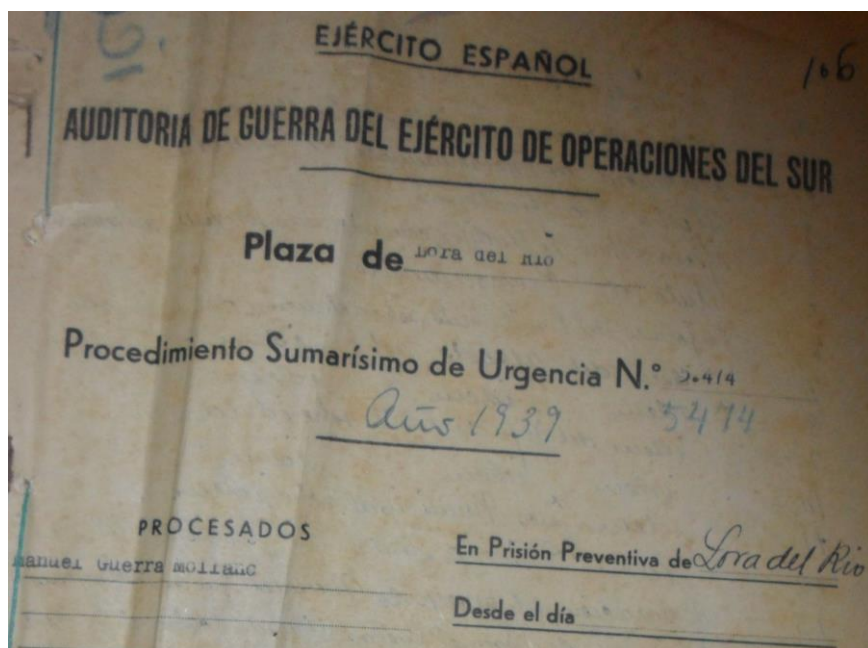 106
EJÉRCITO ESPAÑOL
AUDITORIA DE GUERRA DEL EJÉRCITO DE OPERACIONES DEL SUR
Plaza de Lora del Rio
Procedimiento Sumarísimo de Urgencia N.º
Año 1939 5474
PROCESADOS
Manuel Guerra
En Prisión Preventiva de Lora del Rio
Desde el día